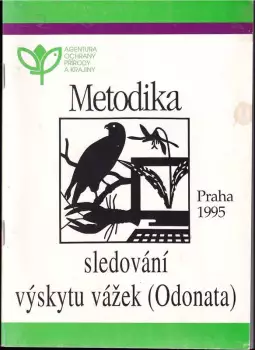 AGENTURA
OCHRANY
PŘÍRODY
A KRAJINY
Metodika
Praha
1995
sledování
výskytu vážek (Odonata)